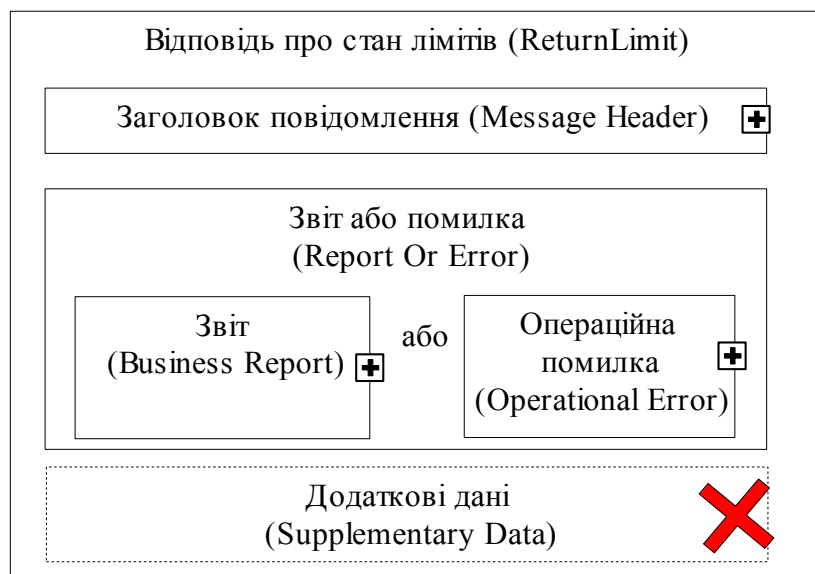 Відповідь про стан лімітів (ReturnLimit)
Заголовок повідомлення (Message Header)
Звіт або помилка
(Report Or Error)
Звіт
(Business Report)
або
Операційна
помилка
(Operational Error)
Додаткові дані
(Supplementary Data)